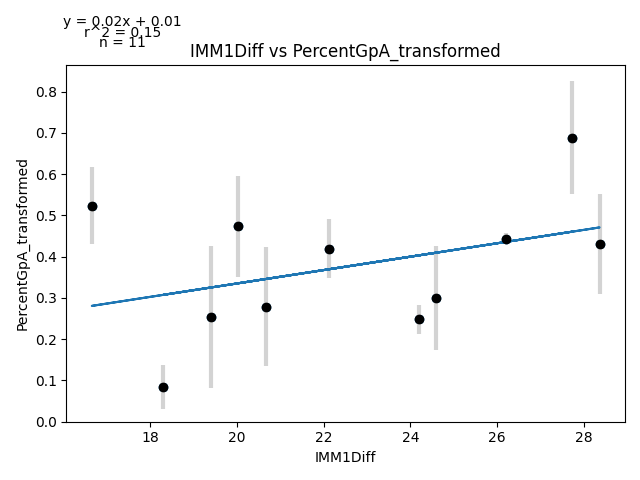 y = 0.02x + 0.01
r^2 = 0.15
n = 11
IMM1Diff vs PercentGpA_transformed
PercentGpA_transformed
0.8
0.7
0.6
0.5
0.4
0.3
0.2
0.1
0.0
18 20 22 24 26 28
IMM1Diff